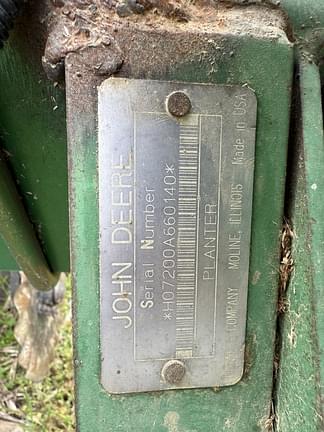 JOHN DEERE
Serial Number
*H07200A660140*
PLANTER
COMPANY MOLINE, ILLINOIS Made in USA